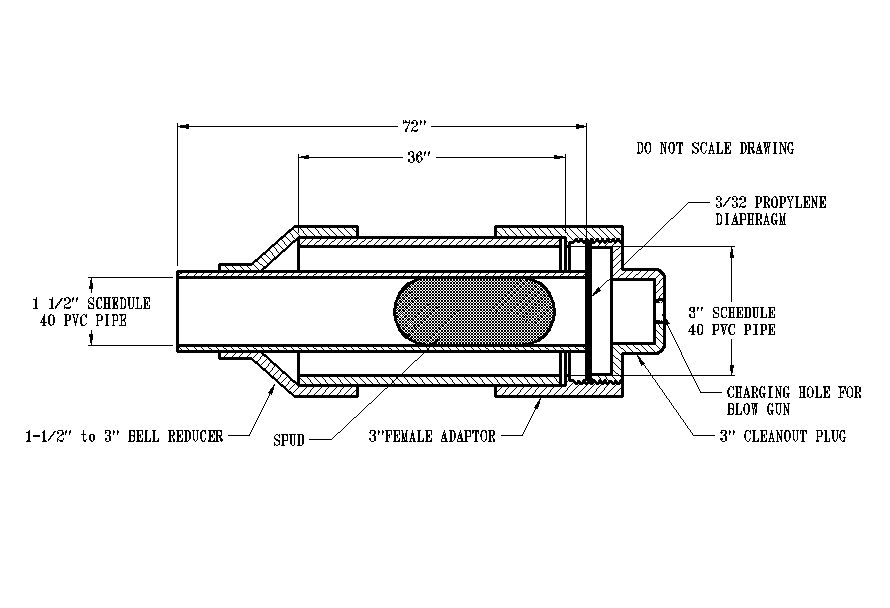 72"
36"
DO NOT SCALE DRAWING
3/32 PROPYLENE
DIAPHRAGM
1 1/2" SCHEDULE
40 PVC PIPE
3" SCHEDULE
40 PVC PIPE
CHARGING HOLE FOR
BLOW GUN
1-1/2" to 3" BELL REDUCER
SPUD
3"FEMALE ADAPTOR
3" CLEANOUT PLUG